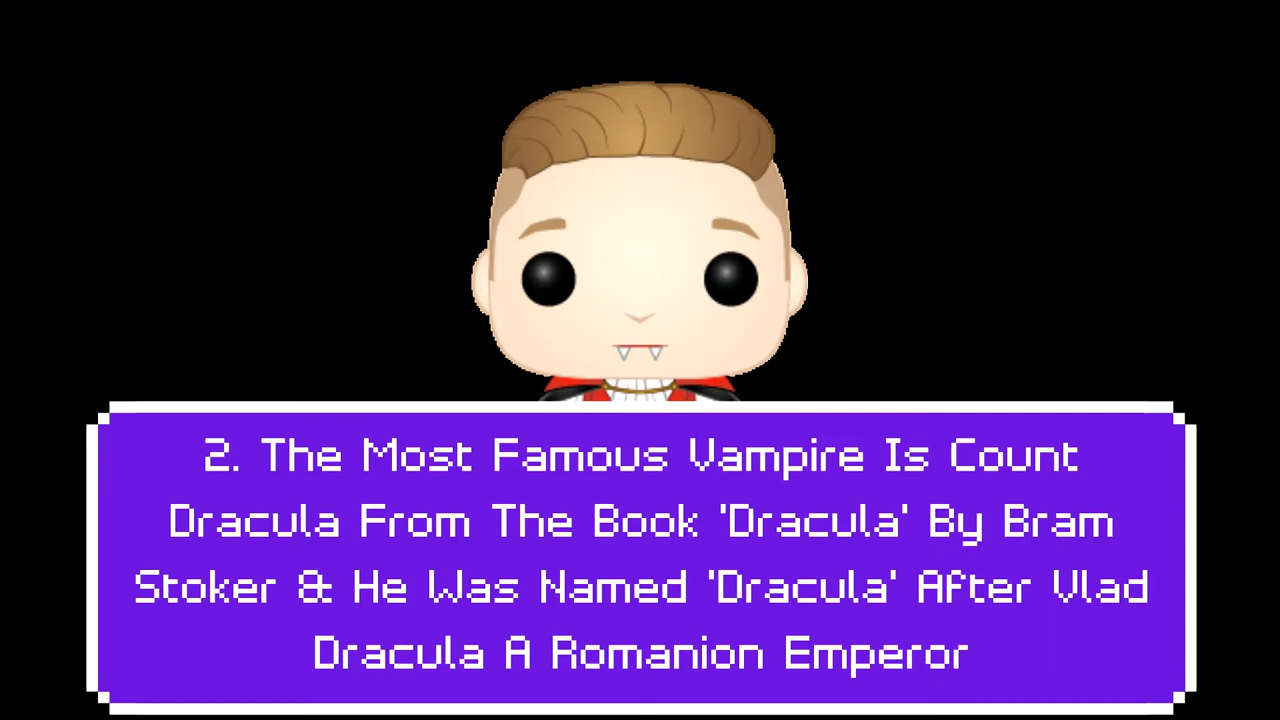 2. The Most Famous Vampire Is Count
Dracula From The Book 'Dracula' By Bram
Stoker & He Was Named 'Dracula' After Vlad
Dracula A Romanion Emperor